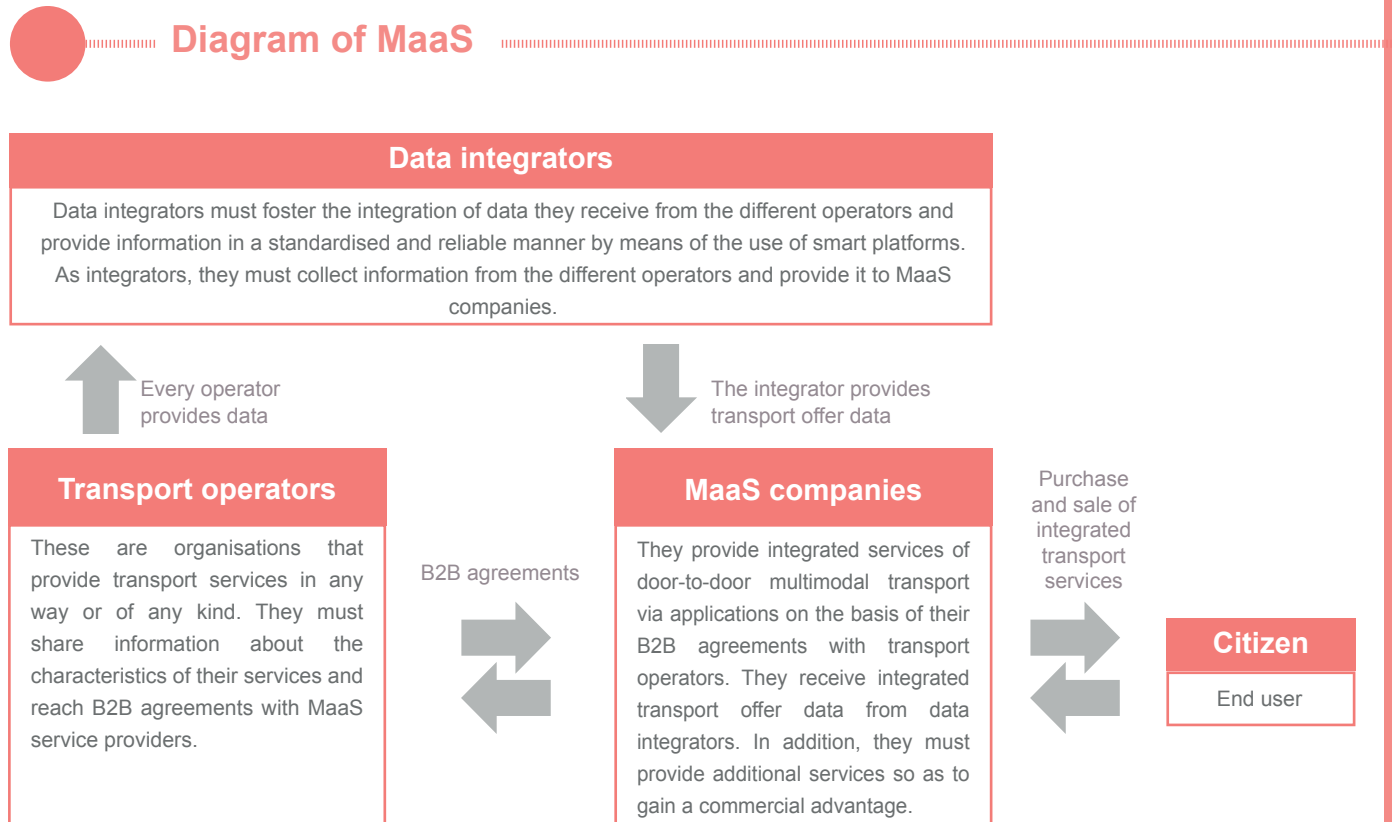 Diagram of MaaS
Data integrators
Data integrators must foster the integration of data they receive from the different operators and
provide information in a standardised and reliable manner by means of the use of smart platforms.
As integrators, they must collect information from the different operators and provide it to MaaS
companies.
Every operator
provides data
The integrator provides
transport offer data
Transport operators
These are organisations that
provide transport services in any
way or of any kind. They must
share information about the
characteristics of their services and
reach B2B agreements with MaaS
service providers.
B2B agreements
MaaS companies
They provide integrated services of
door-to-door multimodal transport
via applications on the basis of their
B2B agreements with transport
operators. They receive integrated
transport offer data from data
integrators. In addition, they must
provide additional services so as to
gain a commercial advantage.
Purchase
and sale of
integrated
transport
services
Citizen
End user